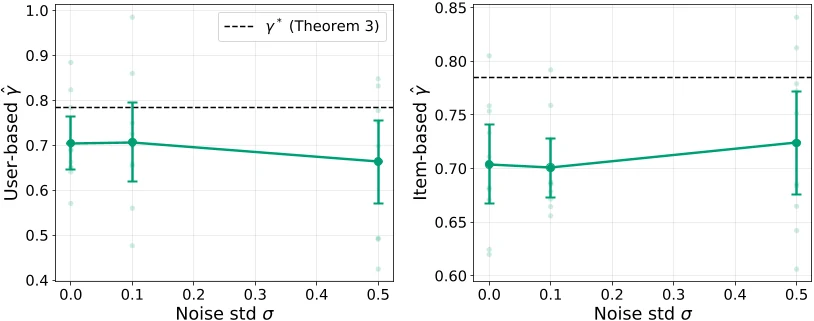 User-based γ̂
1.0
0.9
0.8
0.7
0.6
0.5
0.4
γ* (Theorem 3)
0.0 0.1 0.2 0.3 0.4 0.5
Noise std σ
Item-based γ̂
0.85
0.80
0.75
0.70
0.65
0.60
0.0 0.1 0.2 0.3 0.4 0.5
Noise std σ